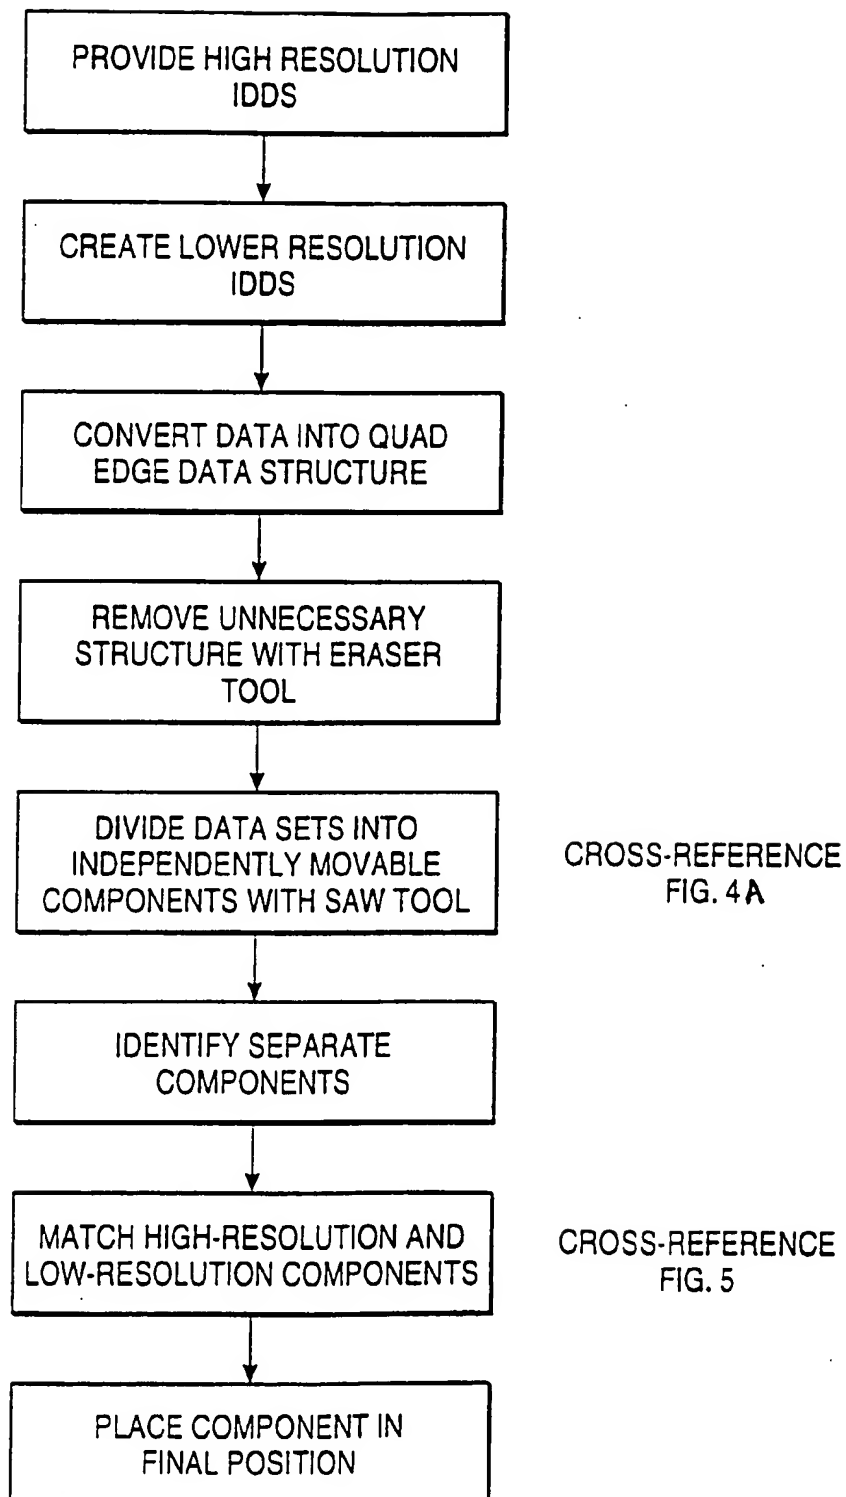 PROVIDE HIGH RESOLUTION
IDDS
CREATE LOWER RESOLUTION
IDDS
CONVERT DATA INTO QUAD
EDGE DATA STRUCTURE
REMOVE UNNECESSARY
STRUCTURE WITH ERASER
TOOL
DIVIDE DATA SETS INTO
INDEPENDENTLY MOVABLE
COMPONENTS WITH SAW TOOL
CROSS-REFERENCE
FIG. 4A
IDENTIFY SEPARATE
COMPONENTS
MATCH HIGH-RESOLUTION AND
LOW-RESOLUTION COMPONENTS
CROSS-REFERENCE
FIG. 5
PLACE COMPONENT IN
FINAL POSITION